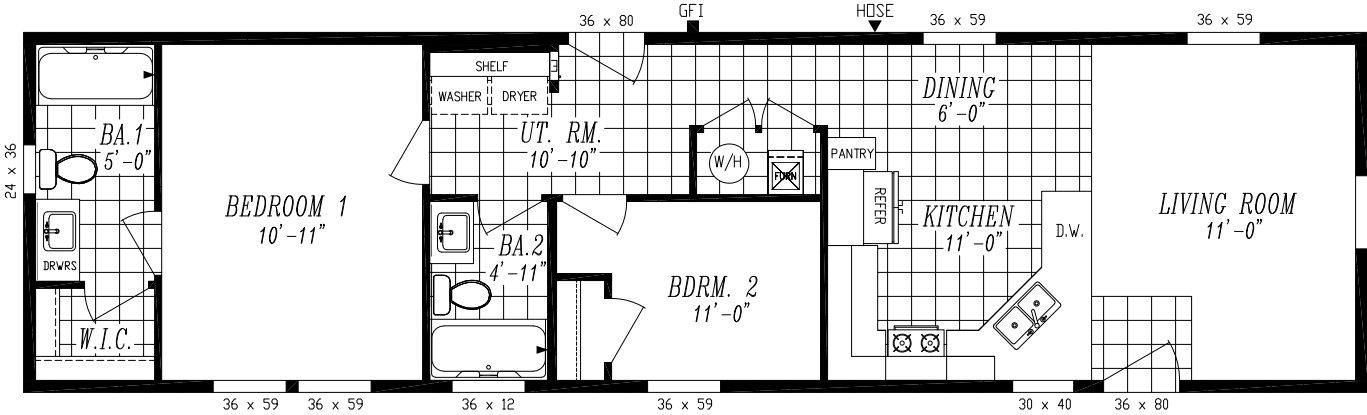 36 x 80
GFI
HOSE
36 x 59
36 x 59
SHELF
WASHER
DRYER
DINING
6'-0"
BA.1
5'-0"
UT. RM.
10'-10"
W/H
FURN
PANTRY
24 x 36
BEDROOM 1
10'-11"
REFER
KITCHEN
11'-0"
D.W.
LIVING ROOM
11'-0"
DRWRS
BA.2
4'-11"
BDRM. 2
11'-0"
W.I.C.
36 x 59
36 x 59
36 x 12
36 x 59
30 x 40
36 x 80